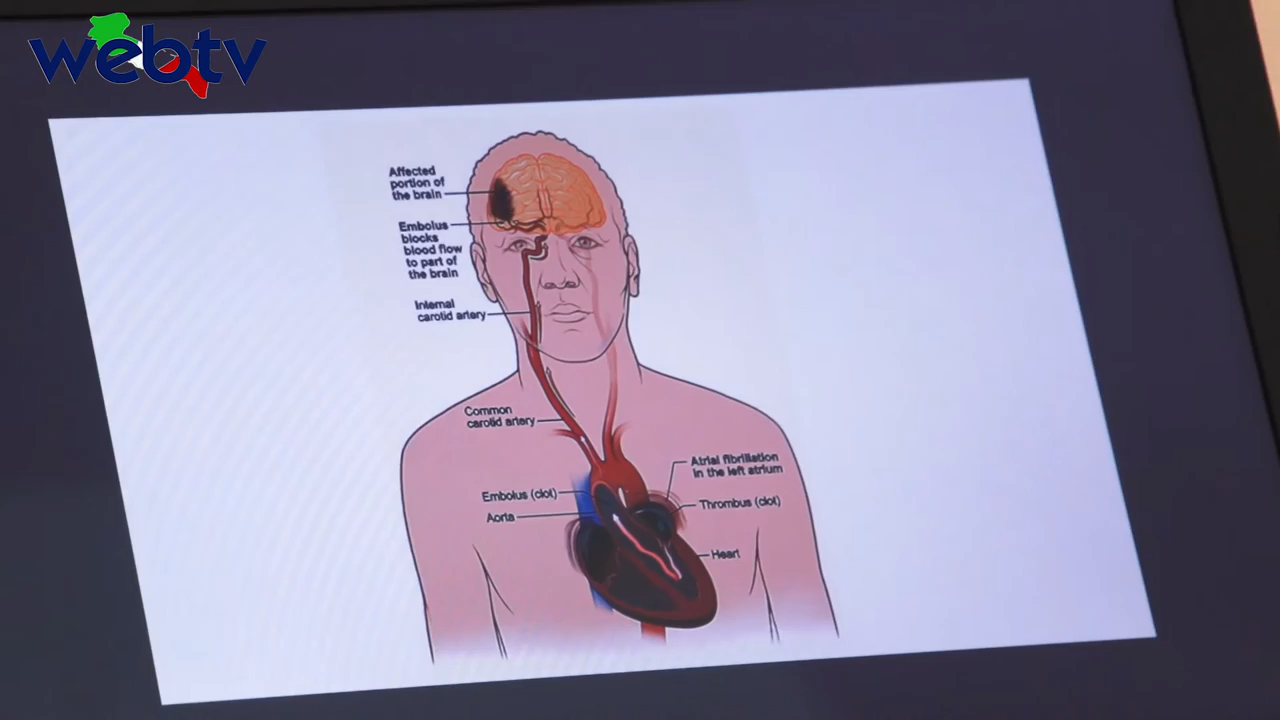 webtv
Affected
portion of
the brain
Embolus
blocks
blood flow
to part of
the brain
Internal
carotid artery
Common
carotid artery
Atrial fibrillation
in the left atrium
Embolus (clot)
Thrombus (clot)
Aorta
Heart